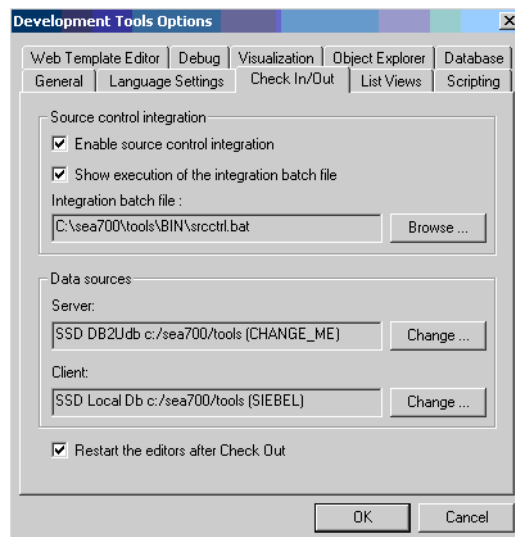 Development Tools Options
Web Template Editor Debug Visualization Object Explorer Database
General Language Settings Check In/Out List Views Scripting
Source control integration
Enable source control integration
Show execution of the integration batch file
Integration batch file :
C:\sea700\tools\BIN\srcctrl.bat Browse ...
Data sources
Server:
SSD DB2Udb c:/sea700/tools (CHANGE_ME) Change ...
Client:
SSD Local Db c:/sea700/tools (SIEBEL) Change ...
Restart the editors after Check Out
OK Cancel